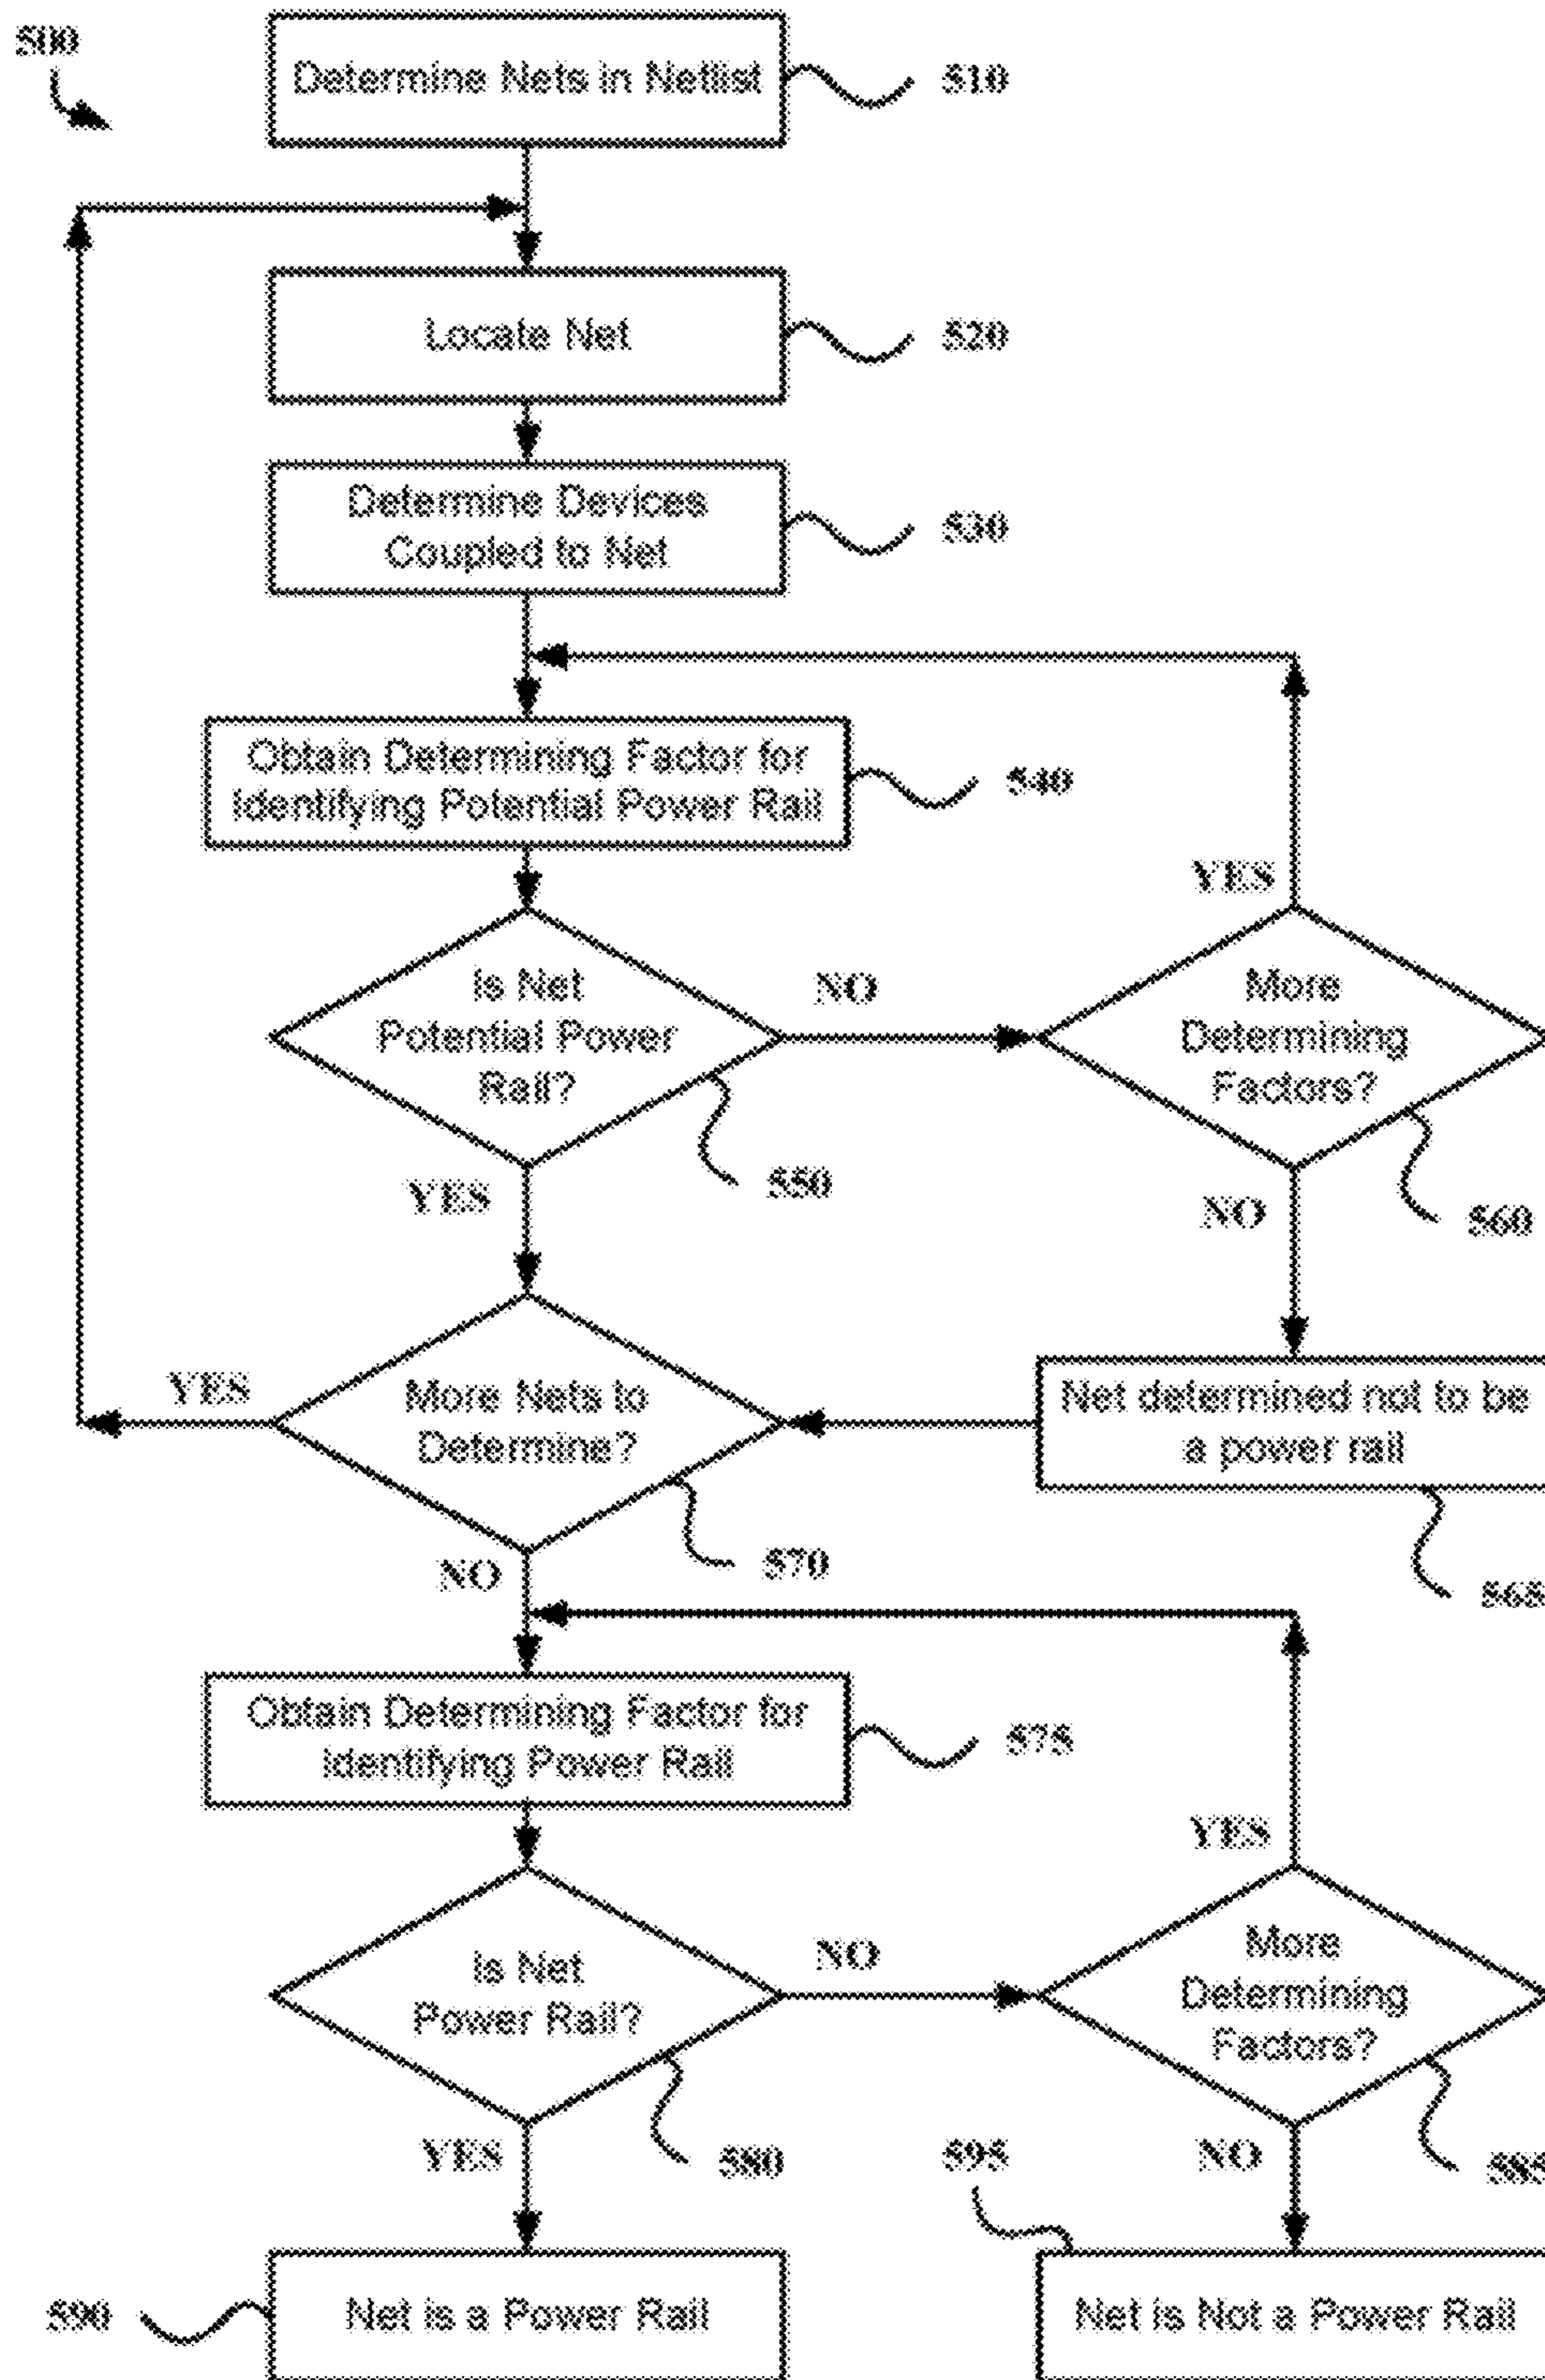 500
Determine Nets in Netlist
510
Locate Net
520
Determine Devices
Coupled to Net
530
Obtain Determining Factor for
Identifying Potential Power Rail
540
YES
Is Net
Potential Power
Rail?
NO
More
Determining
Factors?
550
YES
560
NO
YES
More Nets to
Determine?
Net determined not to be
a power rail
570
NO
565
Obtain Determining Factor for
Identifying Power Rail
575
YES
Is Net
Power Rail?
NO
More
Determining
Factors?
580
YES
595
NO
585
590
Net is a Power Rail
Net is Not a Power Rail